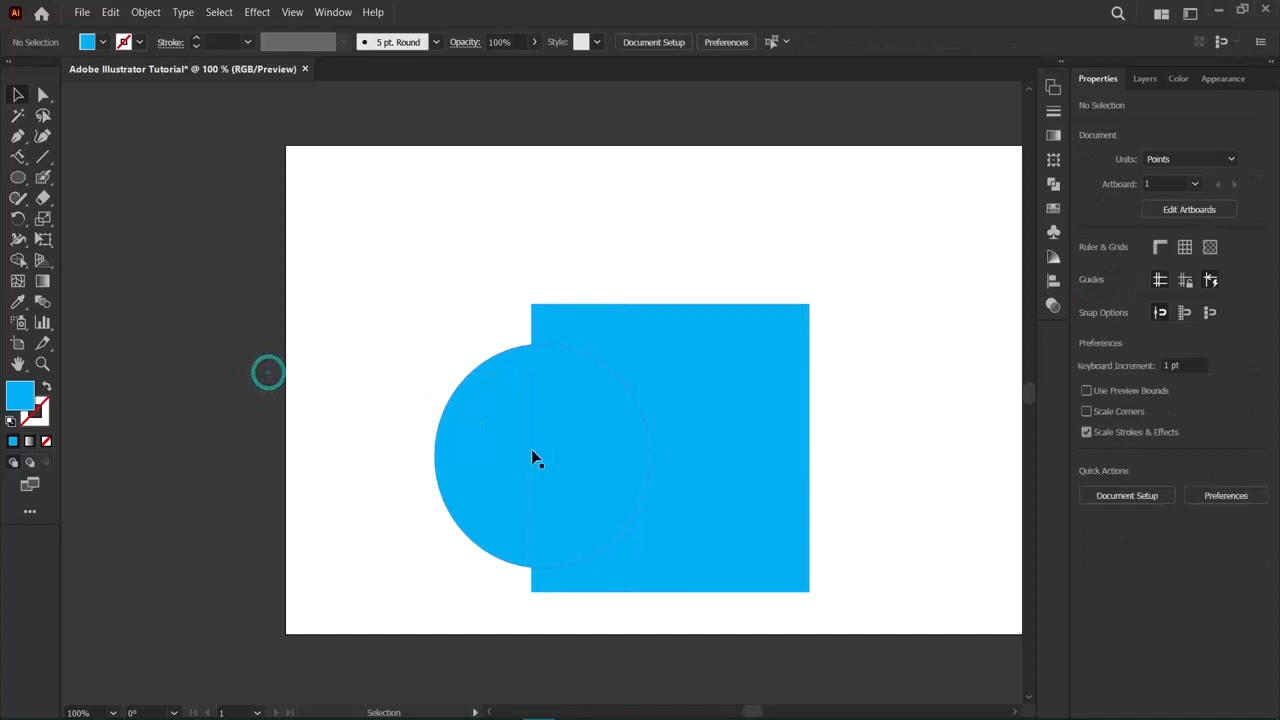 Ai File Edit Object Type Select Effect View Window Help
No Selection Stroke: 5 pt. Round Opacity: 100% Style: Document Setup Preferences
Adobe Illustrator Tutorial* @ 100 % (RGB/Preview) ×
Properties Layers Color Appearance
No Selection
Document
Units: Points
Artboard: 1
Edit Artboards
Ruler & Grids
Guides
Snap Options
Preferences
Keyboard Increment: 1 pt
Use Preview Bounds
Scale Corners
Scale Strokes & Effects
Quick Actions
Document Setup Preferences
100% 0° 1 Selection